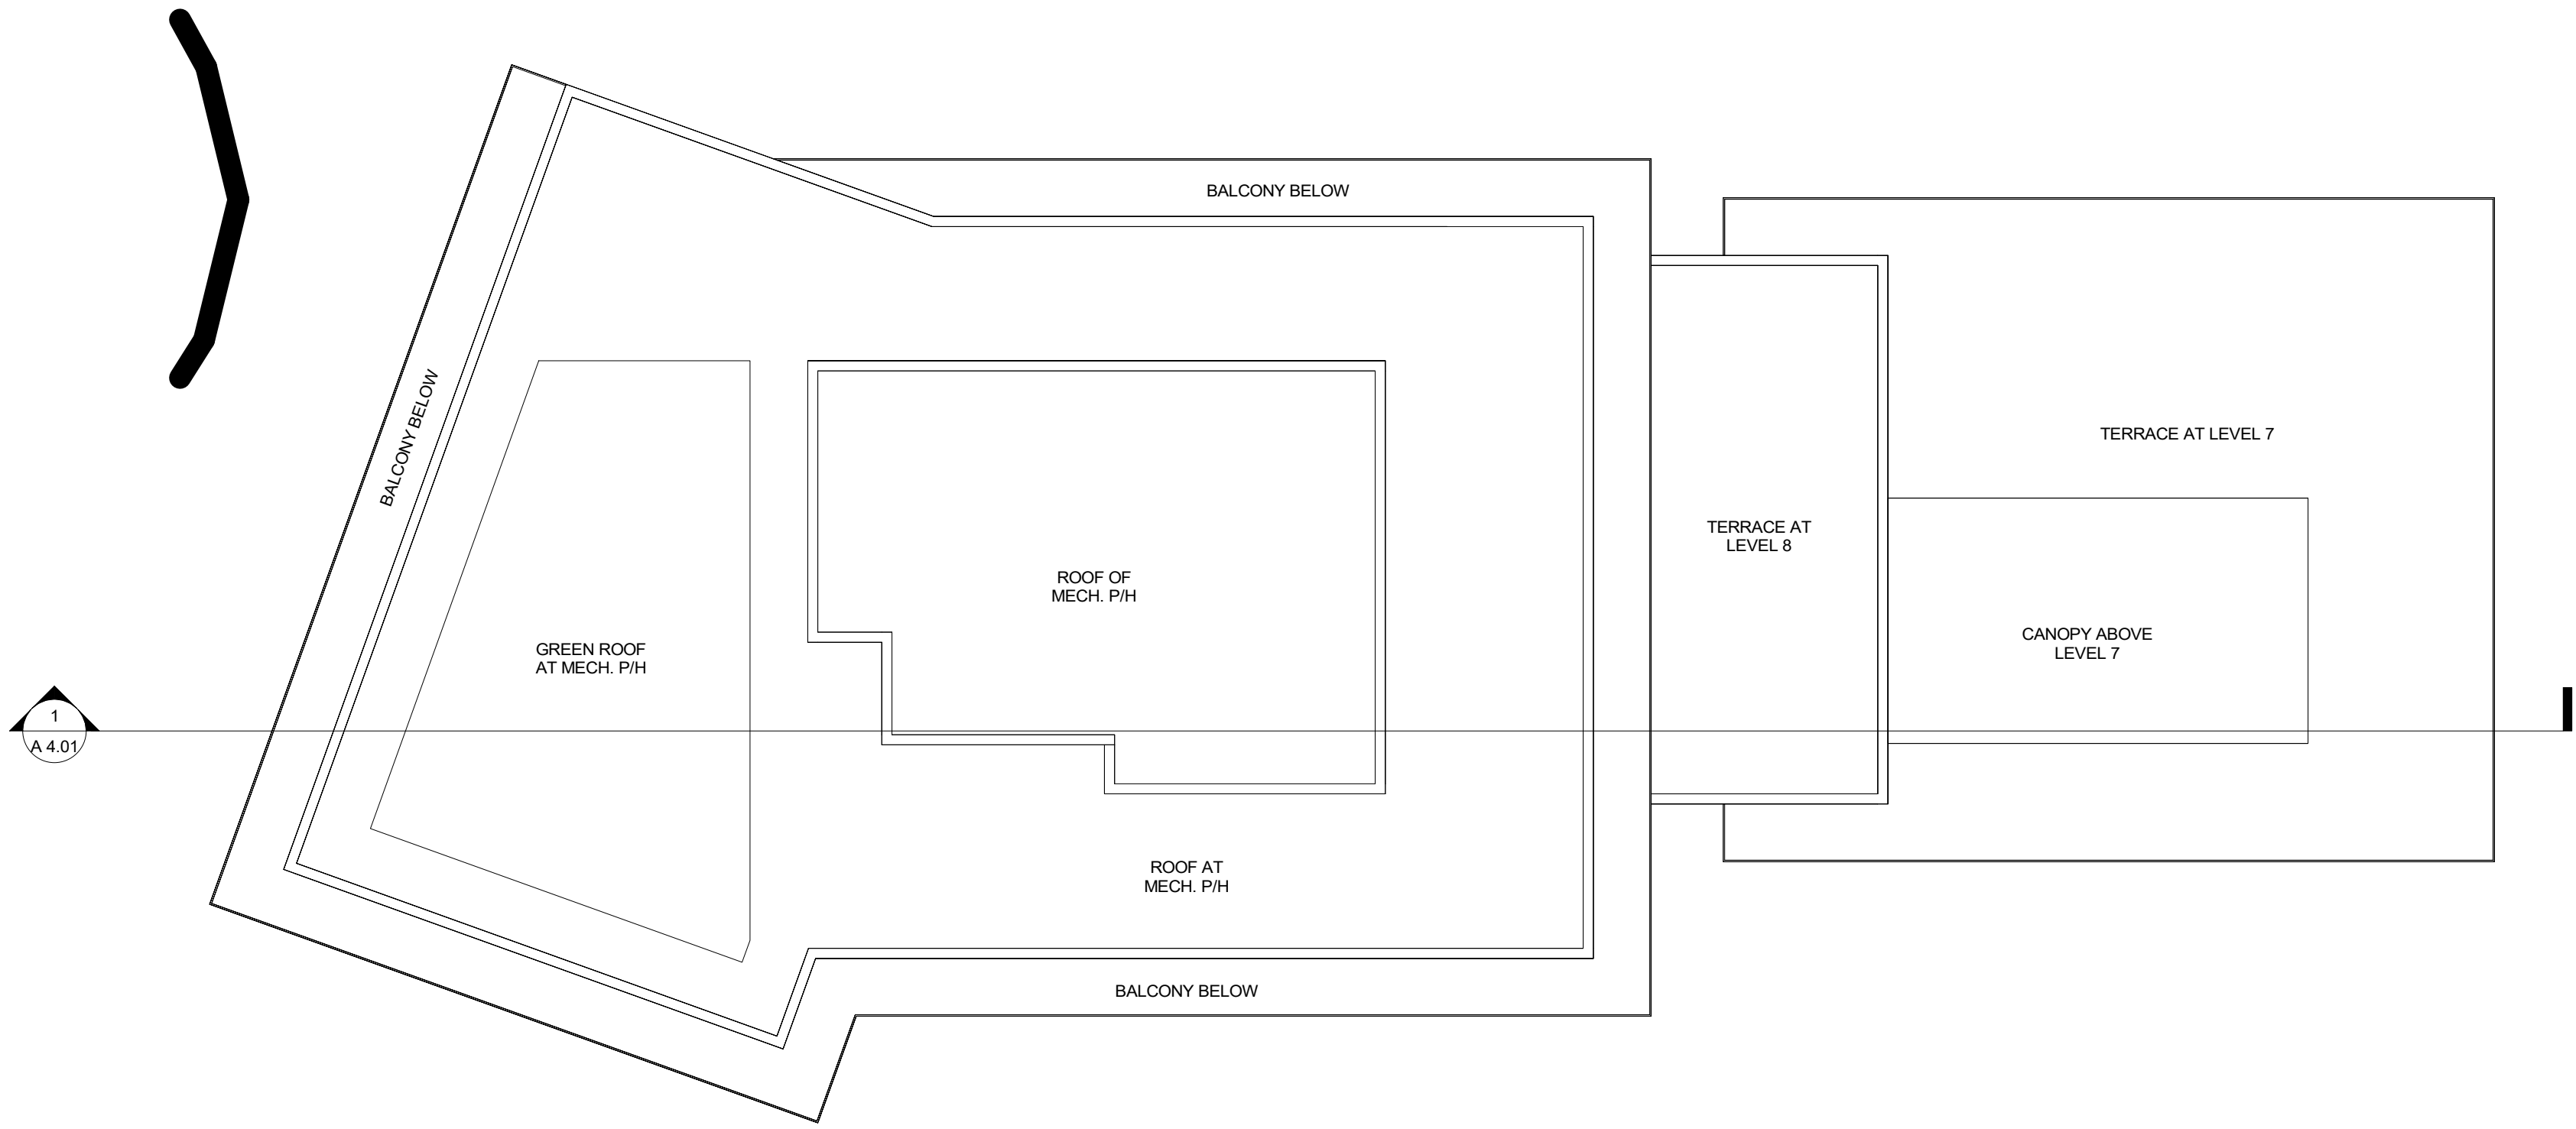 BALCONY BELOW
BALCONY BELOW
TERRACE AT LEVEL 7
TERRACE AT
LEVEL 8
ROOF OF
MECH. P/H
GREEN ROOF
AT MECH. P/H
CANOPY ABOVE
LEVEL 7
1
A 4.01
ROOF AT
MECH. P/H
BALCONY BELOW